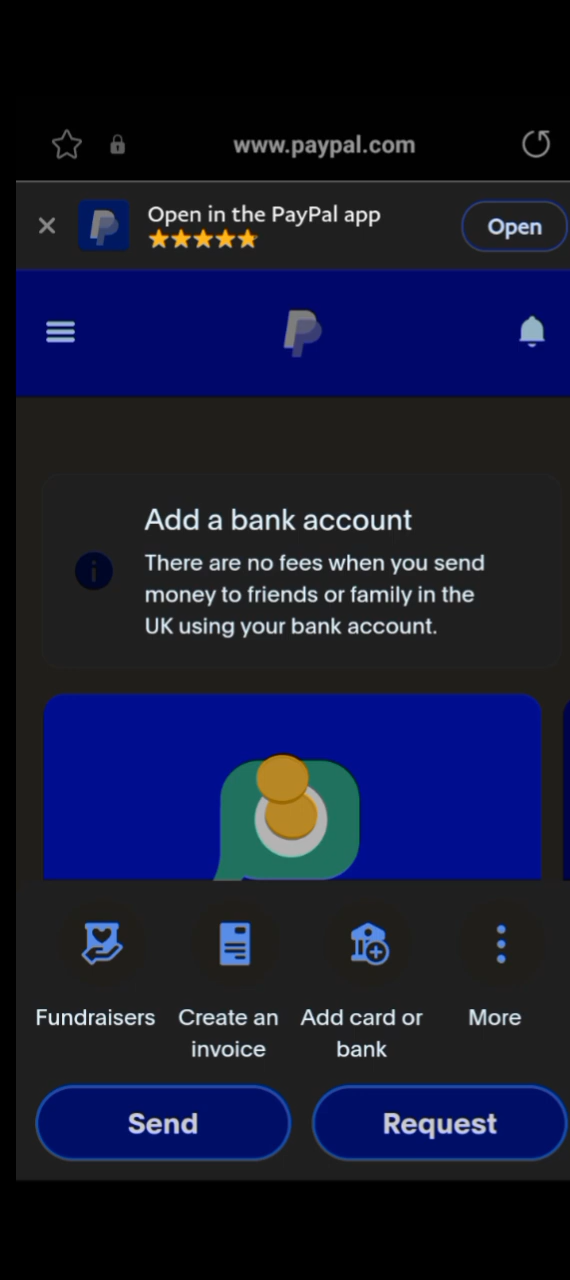 www.paypal.com
Open in the PayPal app
Open
Add a bank account
There are no fees when you send
money to friends or family in the
UK using your bank account.
Fundraisers
Create an
invoice
Add card or
bank
More
Send
Request